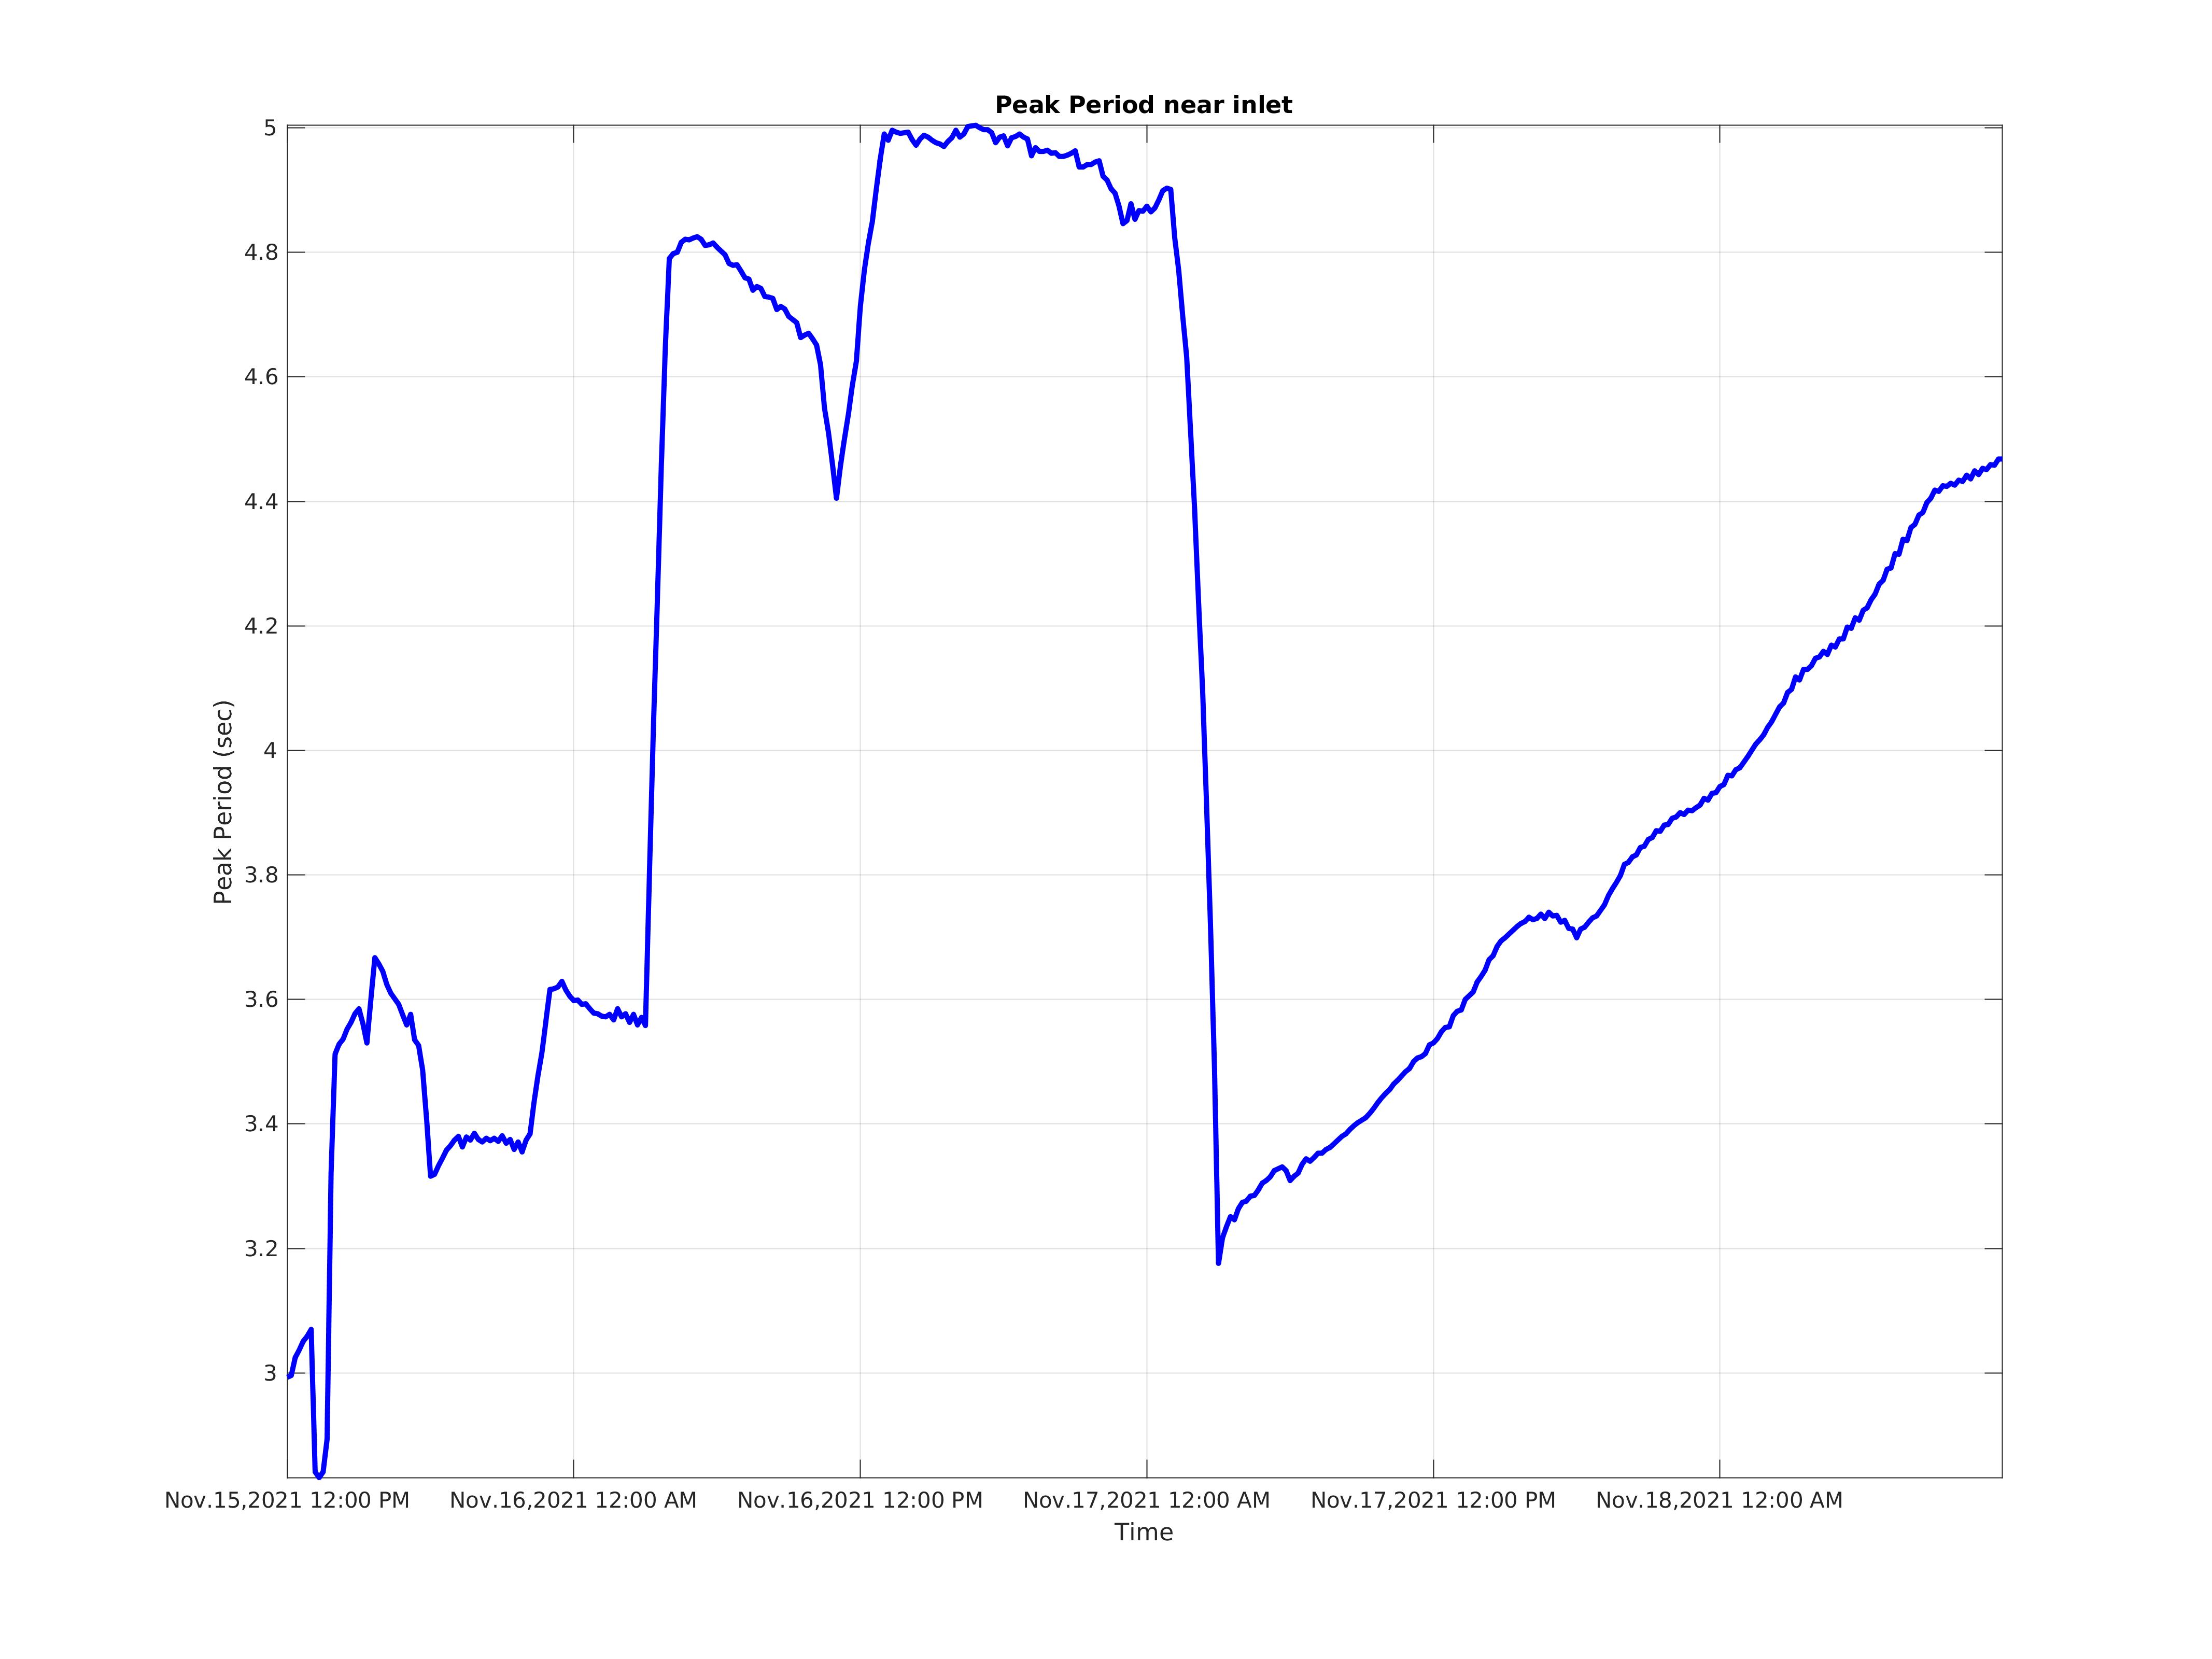 Peak Period near inlet
5
4.8
4.6
4.4
4.2
4
3.8
3.6
3.4
3.2
3
Peak Period (sec)
Nov.15,2021 12:00 PM Nov.16,2021 12:00 AM Nov.16,2021 12:00 PM Nov.17,2021 12:00 AM Nov.17,2021 12:00 PM Nov.18,2021 12:00 AM
Time